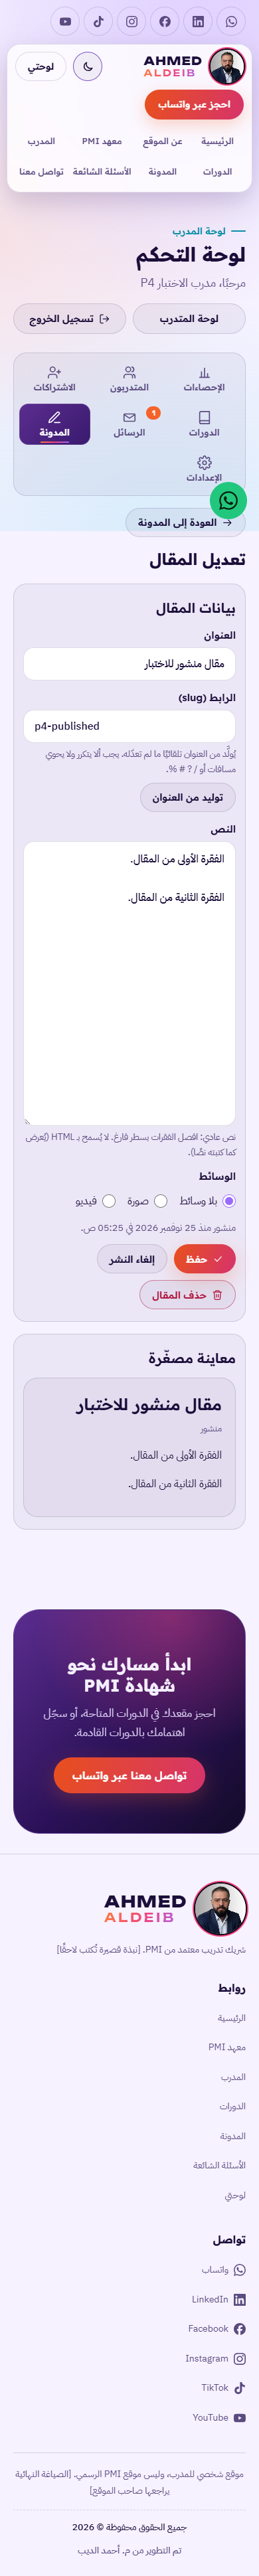 AHMED
ALDEIB
لوحتي
احجز عبر واتساب
الرئيسية
عن الموقع
معهد PMI
المدرب
الدورات
المدونة
الأسئلة الشائعة
تواصل معنا
لوحة المدرب
لوحة التحكم
مرحبًا، مدرب الاختبار P4
لوحة المدرب
تسجيل الخروج
الإحصاءات
المتدربون
الاشتراكات
الدورات
الرسائل
المدونة
الإعدادات
العودة إلى المدونة
تعديل المقال
بيانات المقال
العنوان
مقال منشور للاختبار
الرابط (slug)
p4-published
يُولَّد من العنوان تلقائيًا ما لم تعدّله. يجب ألا يتكرر ولا يحوي
مسافات أو / ? # %.
توليد من العنوان
النص
الفقرة الأولى من المقال.
الفقرة الثانية من المقال.
نص عادي: افصل الفقرات بسطر فارغ. لا يُسمح بـ HTML (يُعرض
كما كتبته نصًا).
الوسائط
بلا وسائط
صورة
فيديو
منشور منذ 25 نوفمبر 2026 في 05:25 ص.
حفظ
إلغاء النشر
حذف المقال
معاينة مصغّرة
مقال منشور للاختبار
منشور
الفقرة الأولى من المقال.
الفقرة الثانية من المقال.
ابدأ مسارك نحو
شهادة PMI
احجز مقعدك في الدورات المتاحة، أو سجّل
اهتمامك بالدورات القادمة.
تواصل معنا عبر واتساب
AHMED
ALDEIB
شريك تدريب معتمد من PMI. [نبذة قصيرة تُكتب لاحقًا]
روابط
الرئيسية
معهد PMI
المدرب
الدورات
المدونة
الأسئلة الشائعة
لوحتي
تواصل
واتساب
LinkedIn
Facebook
Instagram
TikTok
YouTube
موقع شخصي للمدرب، وليس موقع PMI الرسمي. [الصياغة النهائية
يراجعها صاحب الموقع]
جميع الحقوق محفوظة © 2026
تم التطوير من م. أحمد الديب